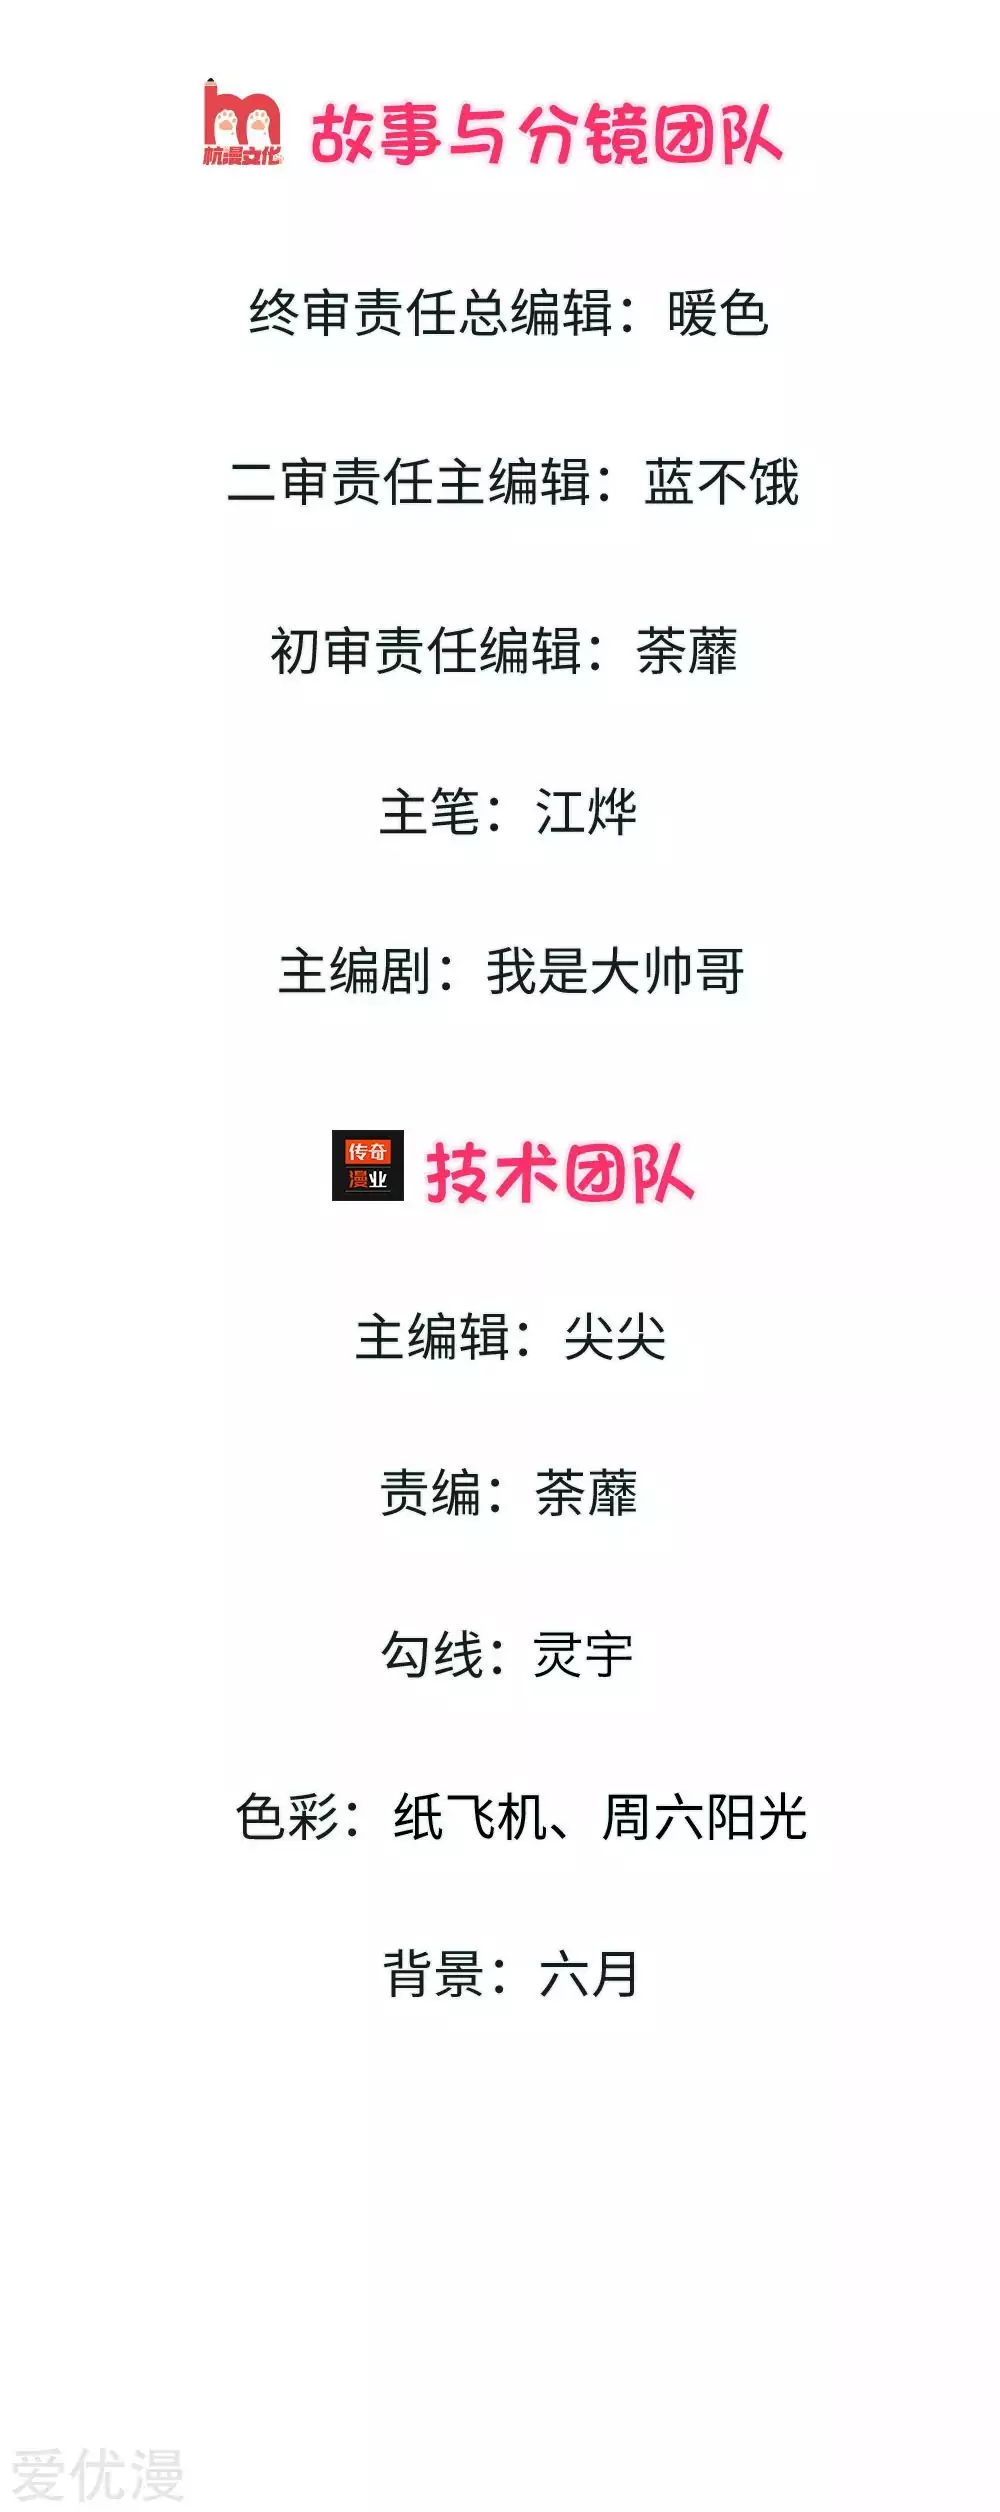 杭漫文化
故事与分镜团队
终审责任总编辑：暖色
二审责任主编辑：蓝不饿
初审责任编辑：荼蘼
主笔：江烨
主编剧：我是大帅哥
传奇
漫业
技术团队
主编辑：尖尖
责编：荼蘼
勾线：灵宇
色彩：纸飞机、周六阳光
背景：六月
爱优漫